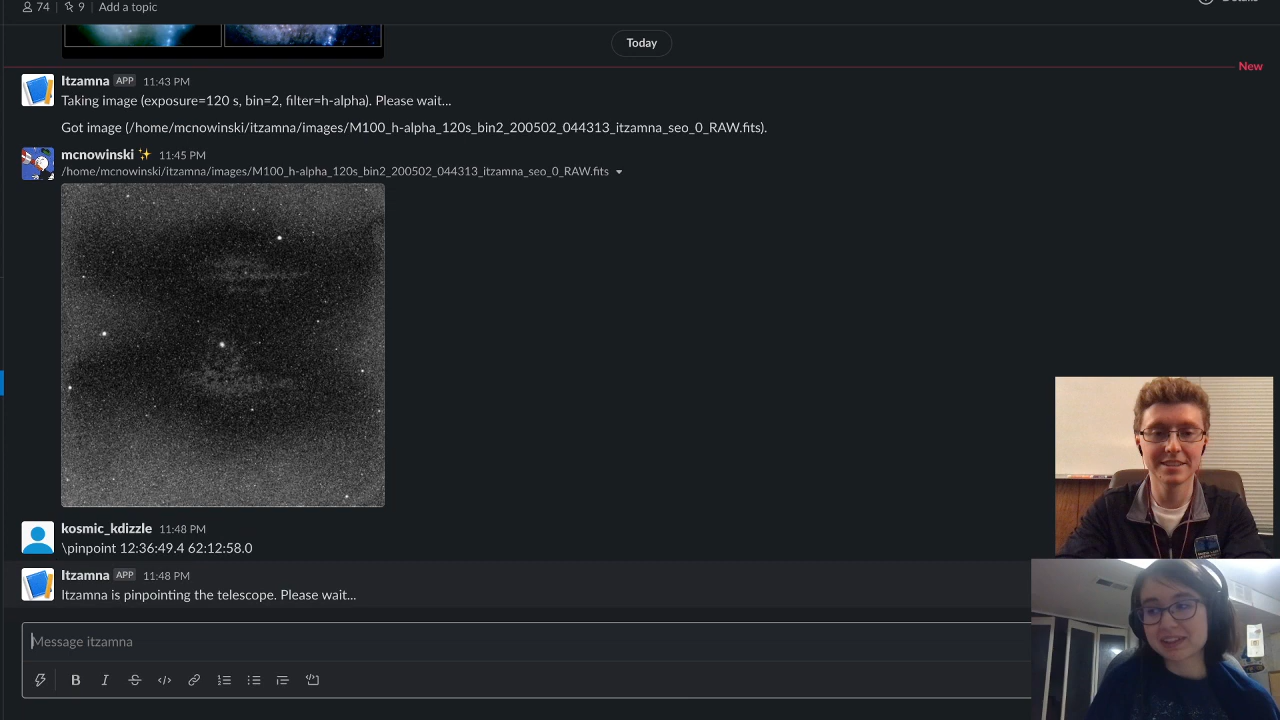 74 | 9 | Add a topic
Today
New
Itzamna APP 11:43 PM
Taking image (exposure=120 s, bin=2, filter=h-alpha). Please wait...
Got image (/home/mcnowinski/itzamna/images/M100_h-alpha_120s_bin2_200502_044313_itzamna_seo_0_RAW.fits).
mcnowinski 11:45 PM
/home/mcnowinski/itzamna/images/M100_h-alpha_120s_bin2_200502_044313_itzamna_seo_0_RAW.fits
kosmic_kdizzle 11:48 PM
\pinpoint 12:36:49.4 62:12:58.0
Itzamna APP 11:48 PM
Itzamna is pinpointing the telescope. Please wait...
Message itzamna
B I S